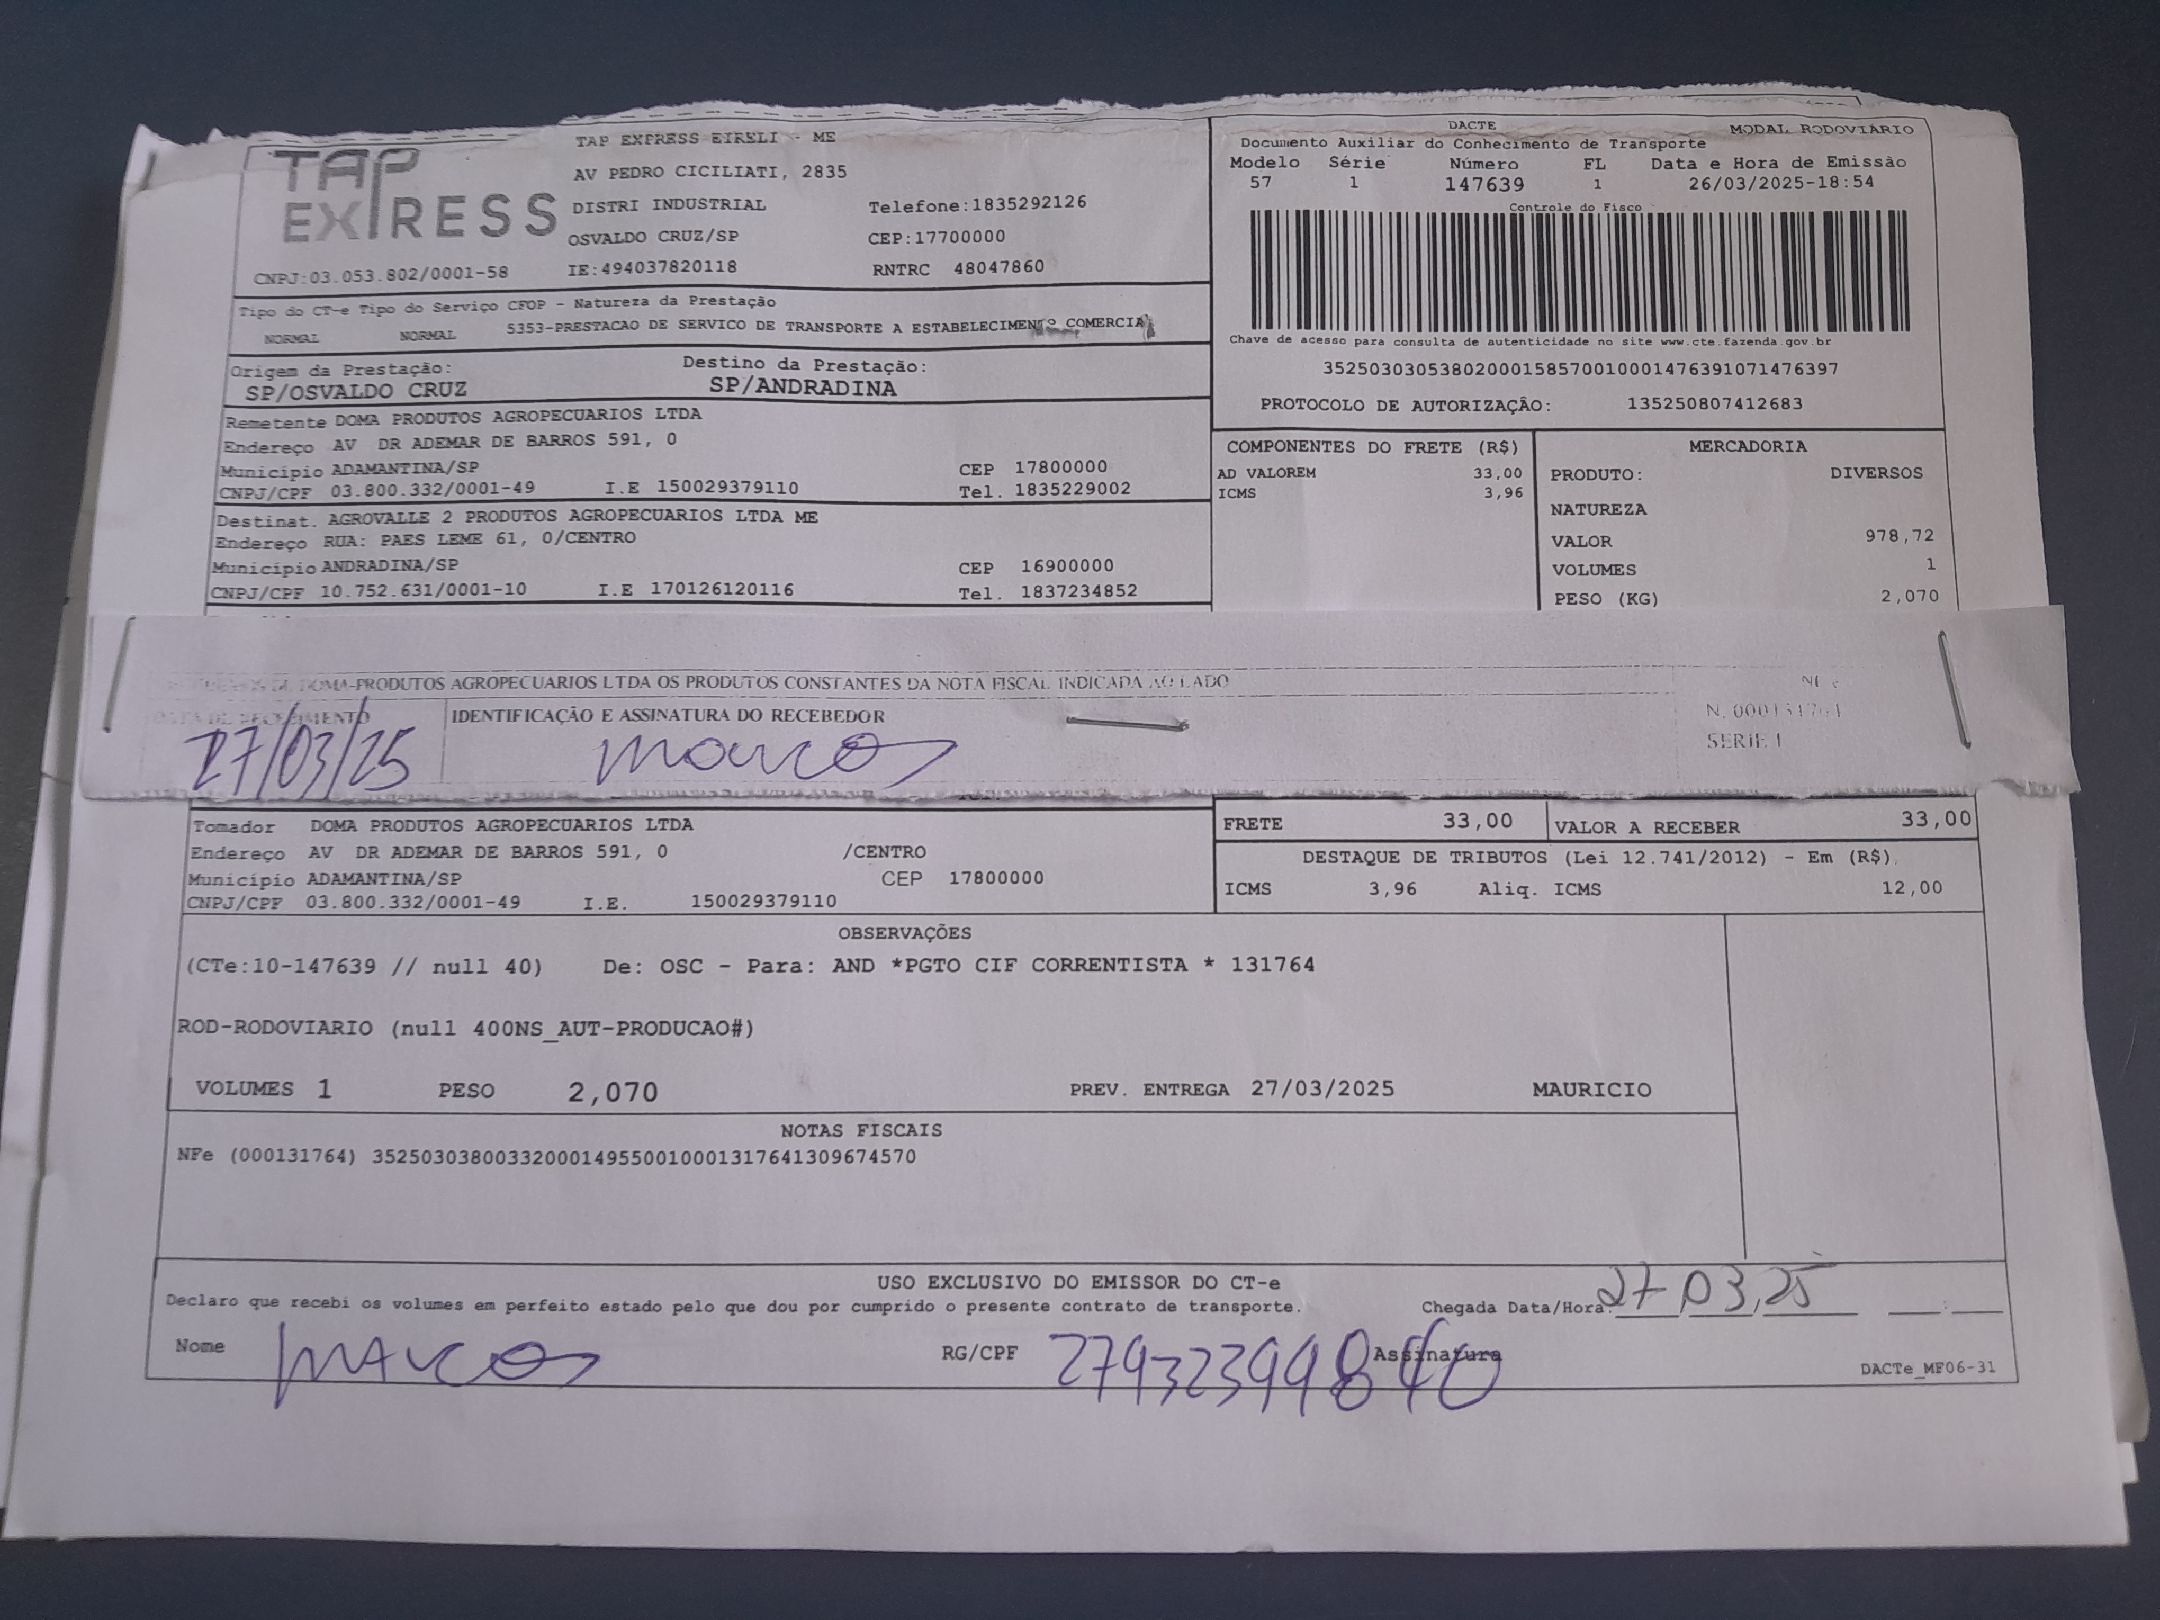 TAP EXPRESS
TAP EXPRESS EIRELI - ME
AV PEDRO CICILIATI, 2835
DISTRI INDUSTRIAL Telefone:1835292126
OSVALDO CRUZ/SP CEP:17700000
CNPJ:03.053.802/0001-58 IE:494037820118 RNTRC 48047860
Tipo do CT-e Tipo do Serviço CFOP - Natureza da Prestação
NORMAL NORMAL 5353-PRESTACAO DE SERVICO DE TRANSPORTE A ESTABELECIMENTO COMERCIA
Origem da Prestação: Destino da Prestação:
SP/OSVALDO CRUZ SP/ANDRADINA
Remetente DOMA PRODUTOS AGROPECUARIOS LTDA
Endereço AV DR ADEMAR DE BARROS 591, 0
Município ADAMANTINA/SP CEP 17800000
CNPJ/CPF 03.800.332/0001-49 I.E 150029379110 Tel. 1835229002
Destinat. AGROVALLE 2 PRODUTOS AGROPECUARIOS LTDA ME
Endereço RUA: PAES LEME 61, 0/CENTRO
Município ANDRADINA/SP CEP 16900000
CNPJ/CPF 10.752.631/0001-10 I.E 170126120116 Tel. 1837234852
DACTE MODAL RODOVIÁRIO
Documento Auxiliar do Conhecimento de Transporte
Modelo Série Número FL Data e Hora de Emissão
57 1 147639 1 26/03/2025-18:54
Controle do Fisco
Chave de acesso para consulta de autenticidade no site www.cte.fazenda.gov.br
35250303053802000158570010001476391071476397
PROTOCOLO DE AUTORIZAÇÃO: 135250807412683
COMPONENTES DO FRETE (R$)
AD VALOREM 33,00
ICMS 3,96
MERCADORIA
PRODUTO: DIVERSOS
NATUREZA
VALOR 978,72
VOLUMES 1
PESO (KG) 2,070
DE DOMA-PRODUTOS AGROPECUARIOS LTDA OS PRODUTOS CONSTANTES DA NOTA FISCAL INDICADA AO LADO
DATA DE RECEBIMENTO IDENTIFICAÇÃO E ASSINATURA DO RECEBEDOR
27/03/25 Marcos
N. 000131764
SERIE 1
Tomador DOMA PRODUTOS AGROPECUARIOS LTDA
Endereço AV DR ADEMAR DE BARROS 591, 0 /CENTRO
Município ADAMANTINA/SP CEP 17800000
CNPJ/CPF 03.800.332/0001-49 I.E. 150029379110
FRETE 33,00 VALOR A RECEBER 33,00
DESTAQUE DE TRIBUTOS (Lei 12.741/2012) - Em (R$)
ICMS 3,96 Aliq. ICMS 12,00
OBSERVAÇÕES
(CTe:10-147639 // null 40) De: OSC - Para: AND *PGTO CIF CORRENTISTA * 131764
ROD-RODOVIARIO (null 400NS_AUT-PRODUCAO#)
VOLUMES 1 PESO 2,070 PREV. ENTREGA 27/03/2025 MAURICIO
NOTAS FISCAIS
NFe (000131764) 35250303800332000149550010001317641309674570
USO EXCLUSIVO DO EMISSOR DO CT-e
Declaro que recebi os volumes em perfeito estado pelo que dou por cumprido o presente contrato de transporte. Chegada Data/Hora: 27 03,25
Nome Marcos RG/CPF 27932399840 Assinatura
DACTe_MF06-31